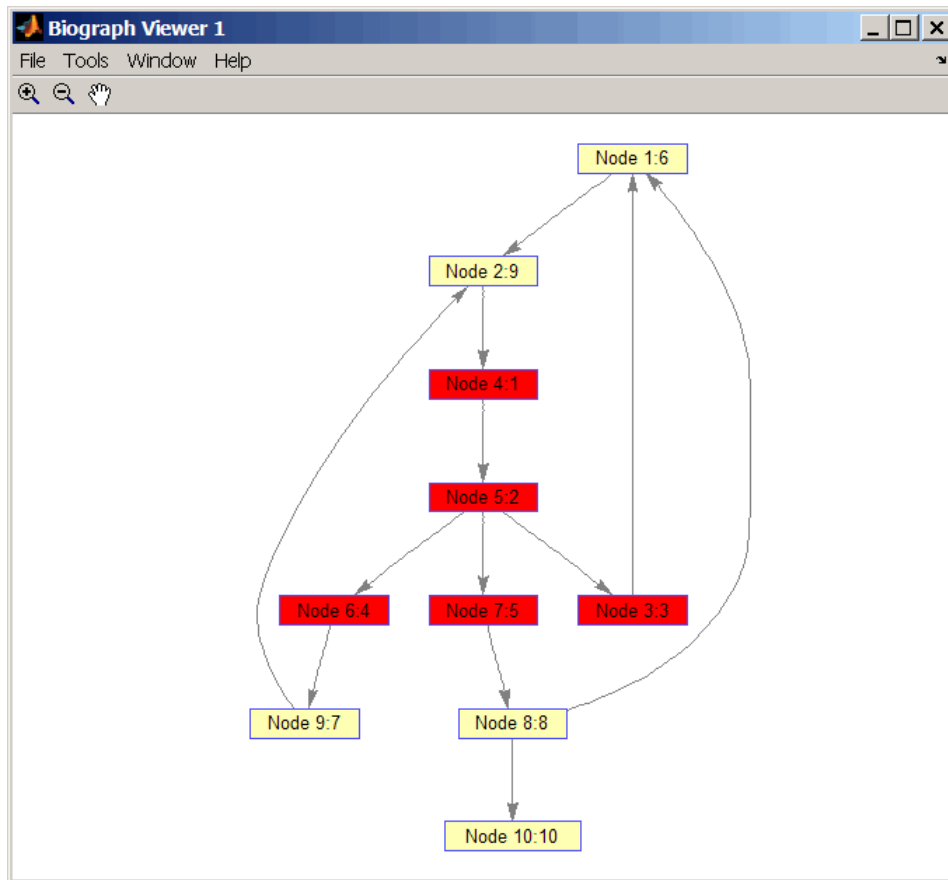 Biograph Viewer 1
File Tools Window Help
Node 1:6
Node 2:9
Node 4:1
Node 5:2
Node 6:4
Node 7:5
Node 3:3
Node 9:7
Node 8:8
Node 10:10